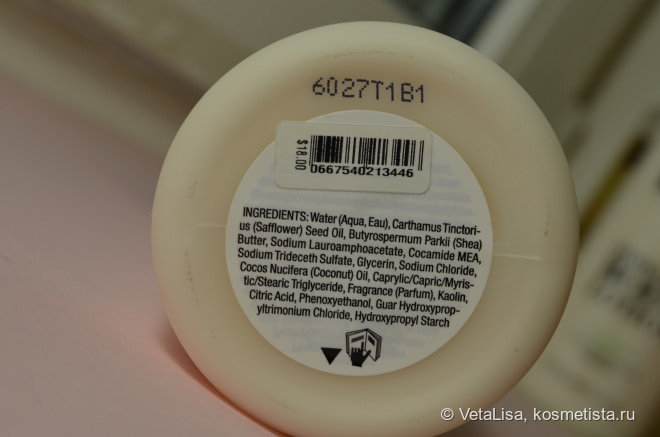 6027T1B1
$18.00
0667540213446
INGREDIENTS: Water (Aqua, Eau), Carthamus Tinctori-
us (Safflower) Seed Oil, Butyrospermum Parkii (Shea)
Butter, Sodium Lauroamphoacetate, Cocamide MEA,
Sodium Trideceth Sulfate, Glycerin, Sodium Chloride,
Cocos Nucifera (Coconut) Oil, Caprylic/Capric/Myris-
tic/Stearic Triglyceride, Fragrance (Parfum), Kaolin,
Citric Acid, Phenoxyethanol, Guar Hydroxyprop-
yltrimonium Chloride, Hydroxypropyl Starch
© VetaLisa, kosmetista.ru